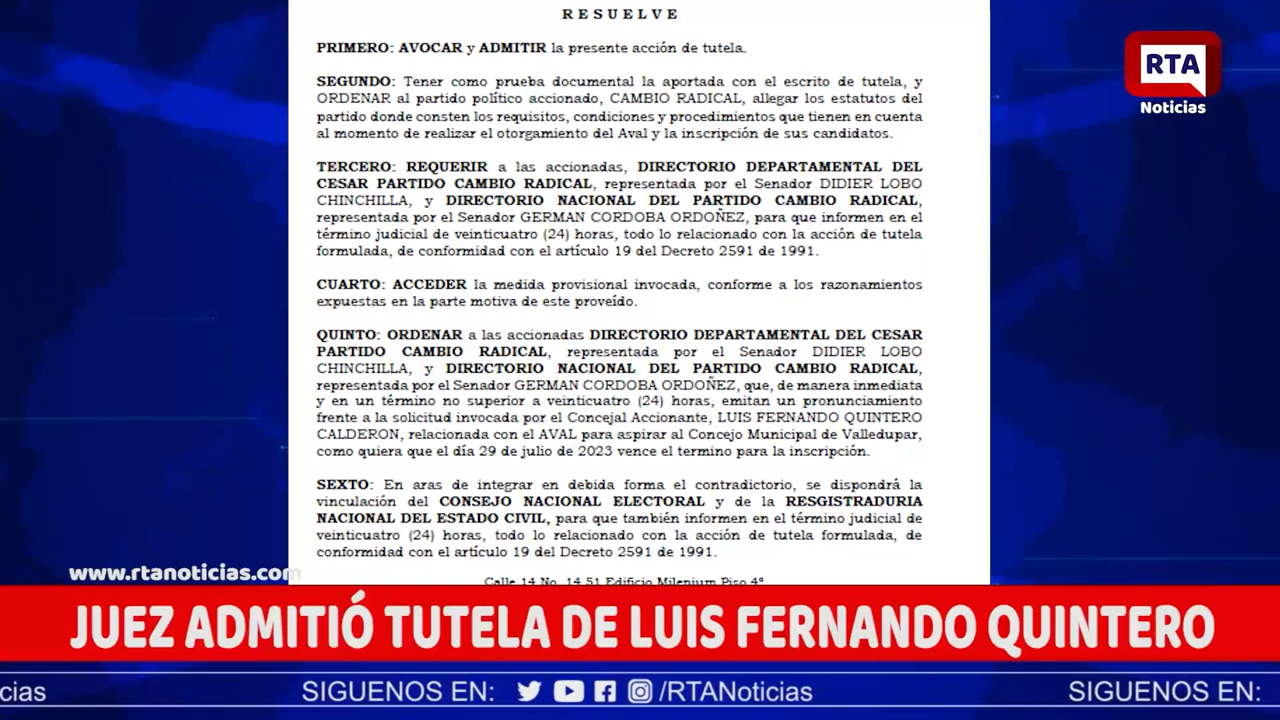 R E S U E L V E
PRIMERO: AVOCAR y ADMITIR la presente acción de tutela.
SEGUNDO: Tener como prueba documental la aportada con el escrito de tutela, y
ORDENAR al partido político accionado, CAMBIO RADICAL, allegar los estatutos del
partido donde consten los requisitos, condiciones y procedimientos que tienen en cuenta
al momento de realizar el otorgamiento del Aval y la inscripción de sus candidatos.
TERCERO: REQUERIR a las accionadas, DIRECTORIO DEPARTAMENTAL DEL
CESAR PARTIDO CAMBIO RADICAL, representada por el Senador DIDIER LOBO
CHINCHILLA, y DIRECTORIO NACIONAL DEL PARTIDO CAMBIO RADICAL,
representada por el Senador GERMAN CORDOBA ORDOÑEZ, para que informen en el
término judicial de veinticuatro (24) horas, todo lo relacionado con la acción de tutela
formulada, de conformidad con el artículo 19 del Decreto 2591 de 1991.
CUARTO: ACCEDER la medida provisional invocada, conforme a los razonamientos
expuestas en la parte motiva de este proveído.
QUINTO: ORDENAR a las accionadas DIRECTORIO DEPARTAMENTAL DEL CESAR
PARTIDO CAMBIO RADICAL, representada por el Senador DIDIER LOBO
CHINCHILLA, y DIRECTORIO NACIONAL DEL PARTIDO CAMBIO RADICAL,
representada por el Senador GERMAN CORDOBA ORDOÑEZ, que, de manera inmediata
y en un término no superior a veinticuatro (24) horas, emitan un pronunciamiento
frente a la solicitud invocada por el Concejal Accionante, LUIS FERNANDO QUINTERO
CALDERON, relacionada con el AVAL para aspirar al Concejo Municipal de Valledupar,
como quiera que el día 29 de julio de 2023 vence el termino para la inscripción.
SEXTO: En aras de integrar en debida forma el contradictorio, se dispondrá la
vinculación del CONSEJO NACIONAL ELECTORAL y de la RESGISTRADURIA
NACIONAL DEL ESTADO CIVIL, para que también informen en el término judicial de
veinticuatro (24) horas, todo lo relacionado con la acción de tutela formulada, de
conformidad con el artículo 19 del Decreto 2591 de 1991.
Calle 14 No. 14 51 Edificio Milenium Piso 4°
RTA
Noticias
www.rtanoticias.com
JUEZ ADMITIÓ TUTELA DE LUIS FERNANDO QUINTERO
cias SIGUENOS EN: /RTANoticias SIGUENOS EN: